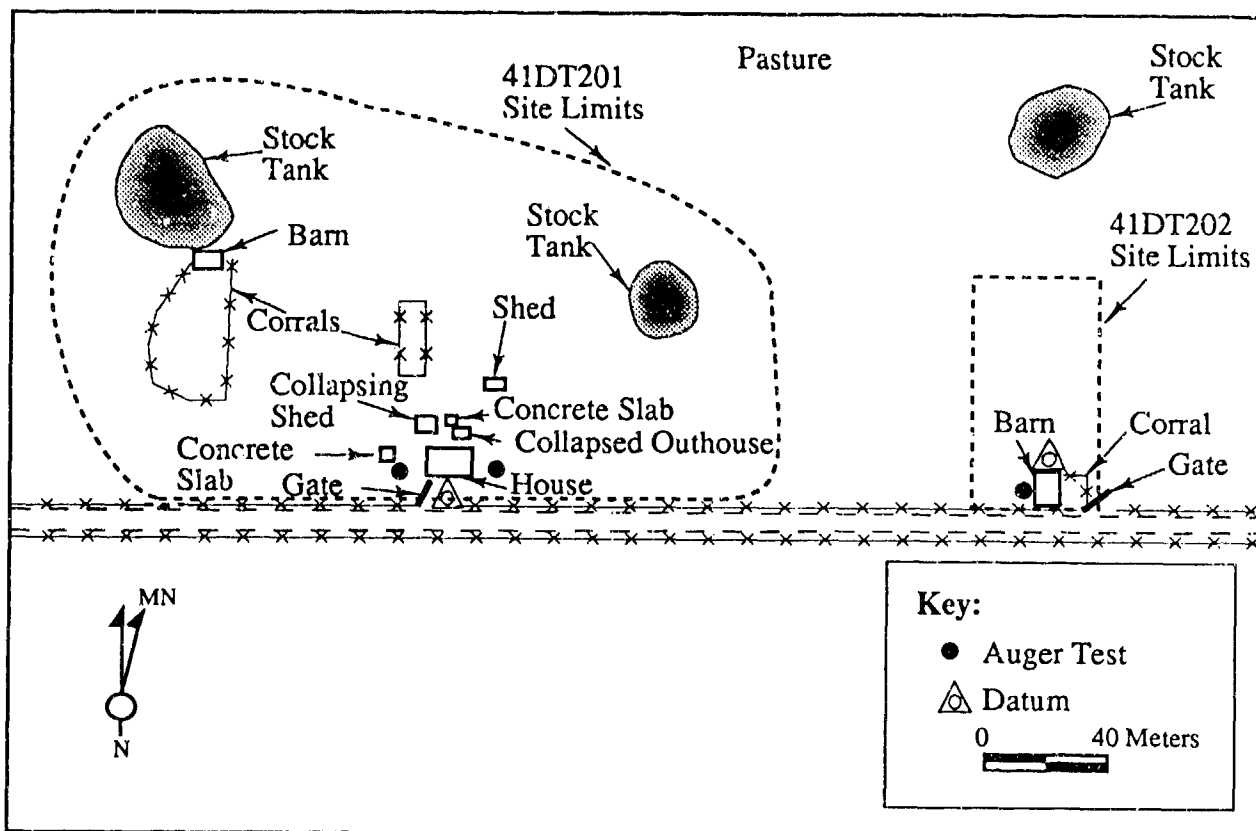 Pasture
Stock
Tank
41DT201
Site Limits
Stock
Tank
Stock
Tank
41DT202
Site Limits
Barn
Shed
Corrals
Collapsing
Shed
Concrete Slab
Collapsed Outhouse
Concrete
Slab
Gate
House
Barn
Corral
Gate
MN
N
Key:
Auger Test
Datum
0 40 Meters